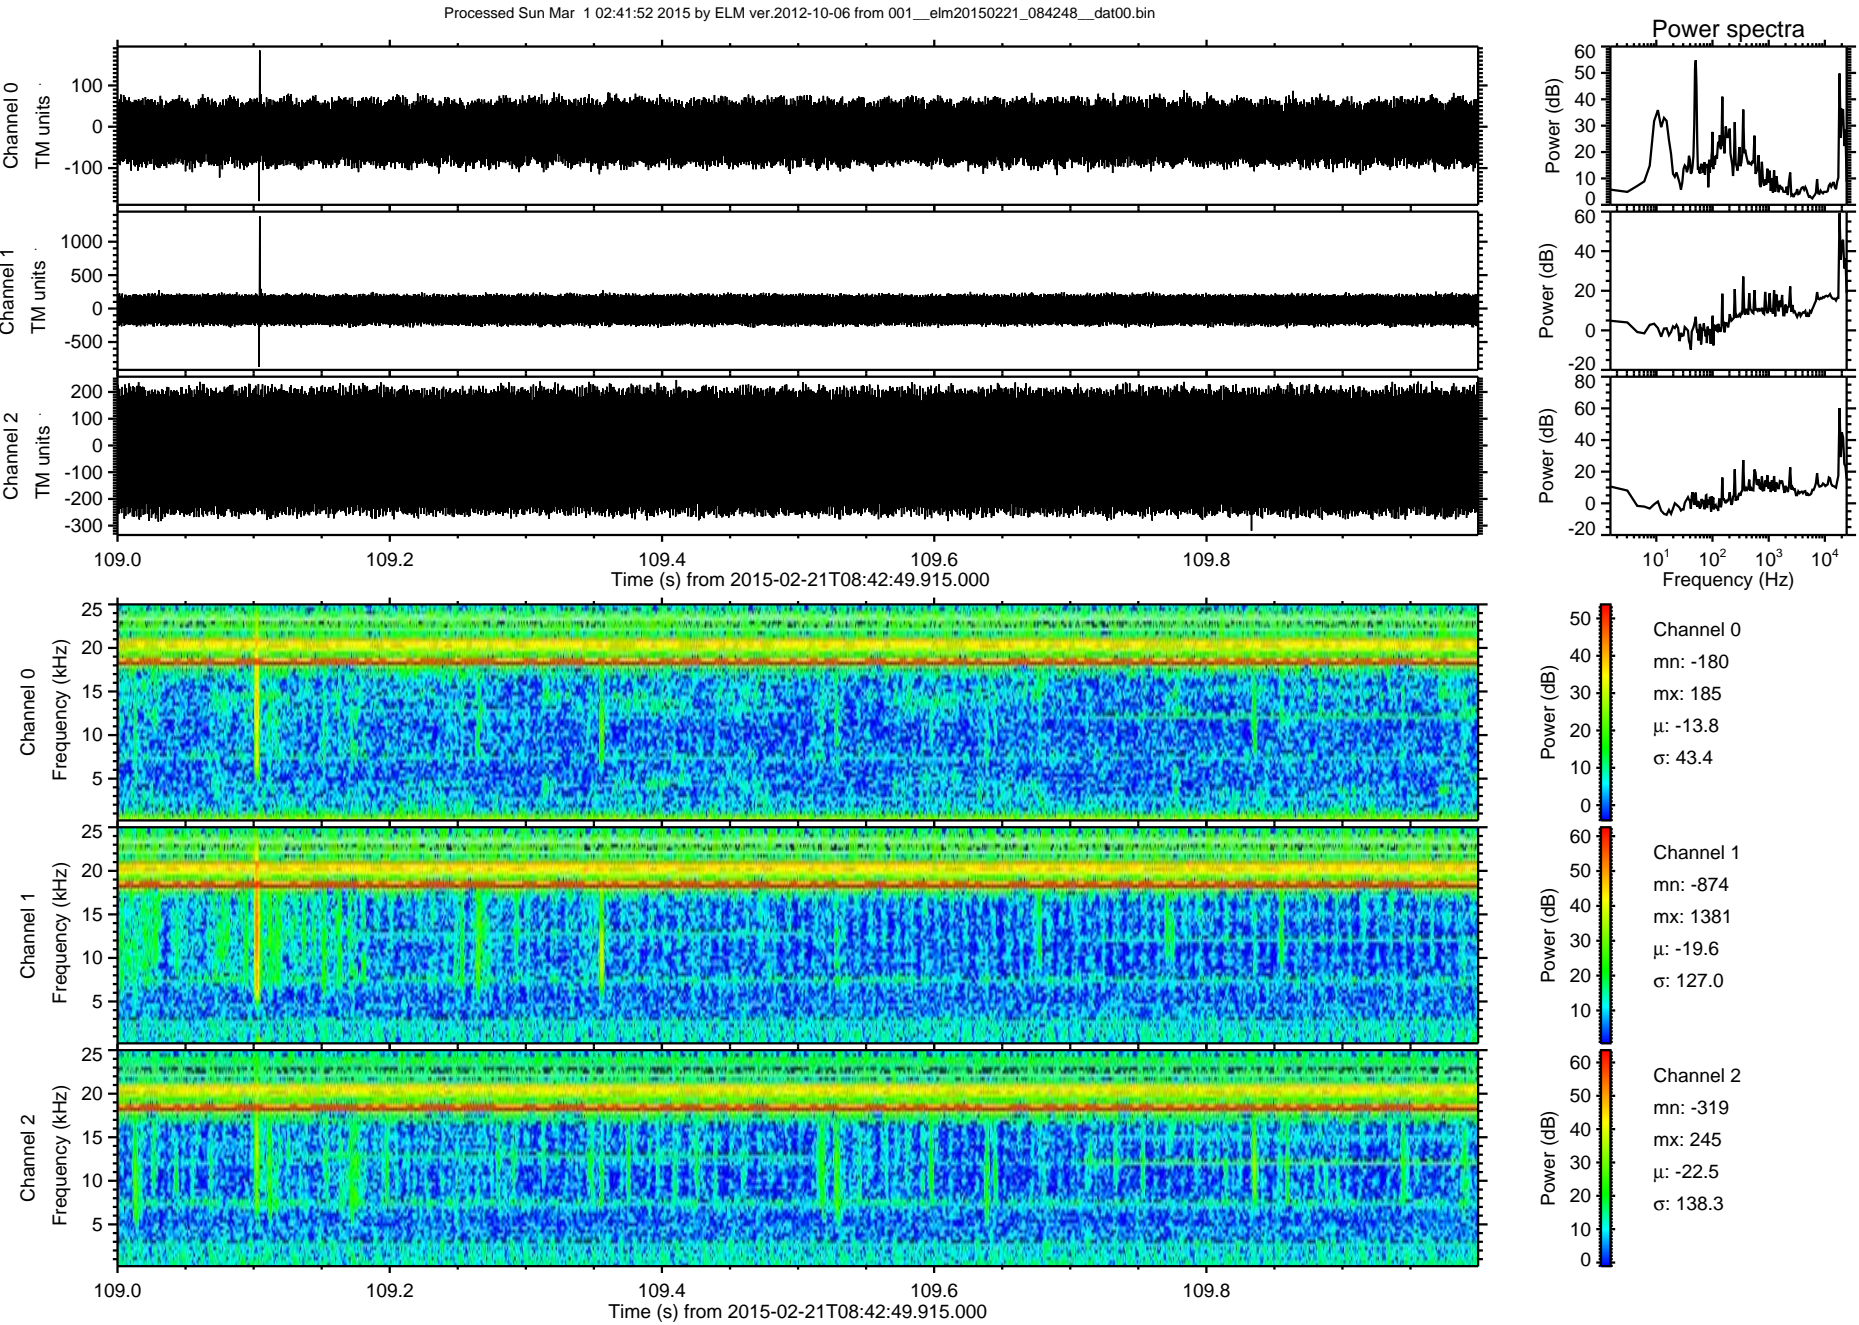 Processed Sun Mar  1 02:41:52 2015 by ELM ver.2012-10-06 from 001__elm20150221_084248__dat00.bin
Power spectra
Channel 0
TM units
100
0
-100
Power (dB)
60
50
40
30
20
10
0
Channel 1
TM units
1000
500
0
-500
Power (dB)
60
40
20
0
-20
Channel 2
TM units
200
100
0
-100
-200
-300
Power (dB)
80
60
40
20
0
-20
109.0 109.2 109.4 109.6 109.8
Time (s) from 2015-02-21T08:42:49.915.000
10¹ 10² 10³ 10⁴
Frequency (Hz)
Channel 0
Frequency (kHz)
25
20
15
10
5
Power (dB)
50
40
30
20
10
0
Channel 0
mn: -180
mx: 185
μ: -13.8
σ: 43.4
Channel 1
Frequency (kHz)
25
20
15
10
5
Power (dB)
60
50
40
30
20
10
Channel 1
mn: -874
mx: 1381
μ: -19.6
σ: 127.0
Channel 2
Frequency (kHz)
25
20
15
10
5
Power (dB)
60
50
40
30
20
10
0
Channel 2
mn: -319
mx: 245
μ: -22.5
σ: 138.3
109.0 109.2 109.4 109.6 109.8
Time (s) from 2015-02-21T08:42:49.915.000